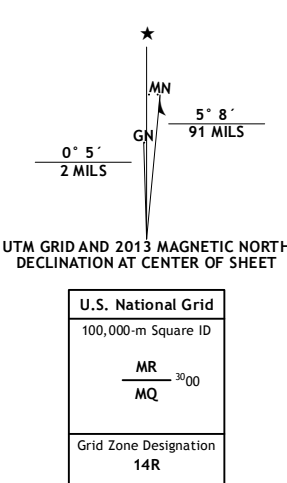 ★
MN
5° 8´
91 MILS
GN
0° 5´
2 MILS
UTM GRID AND 2013 MAGNETIC NORTH
DECLINATION AT CENTER OF SHEET
U.S. National Grid
100,000-m Square ID
MR
3000
MQ
Grid Zone Designation
14R